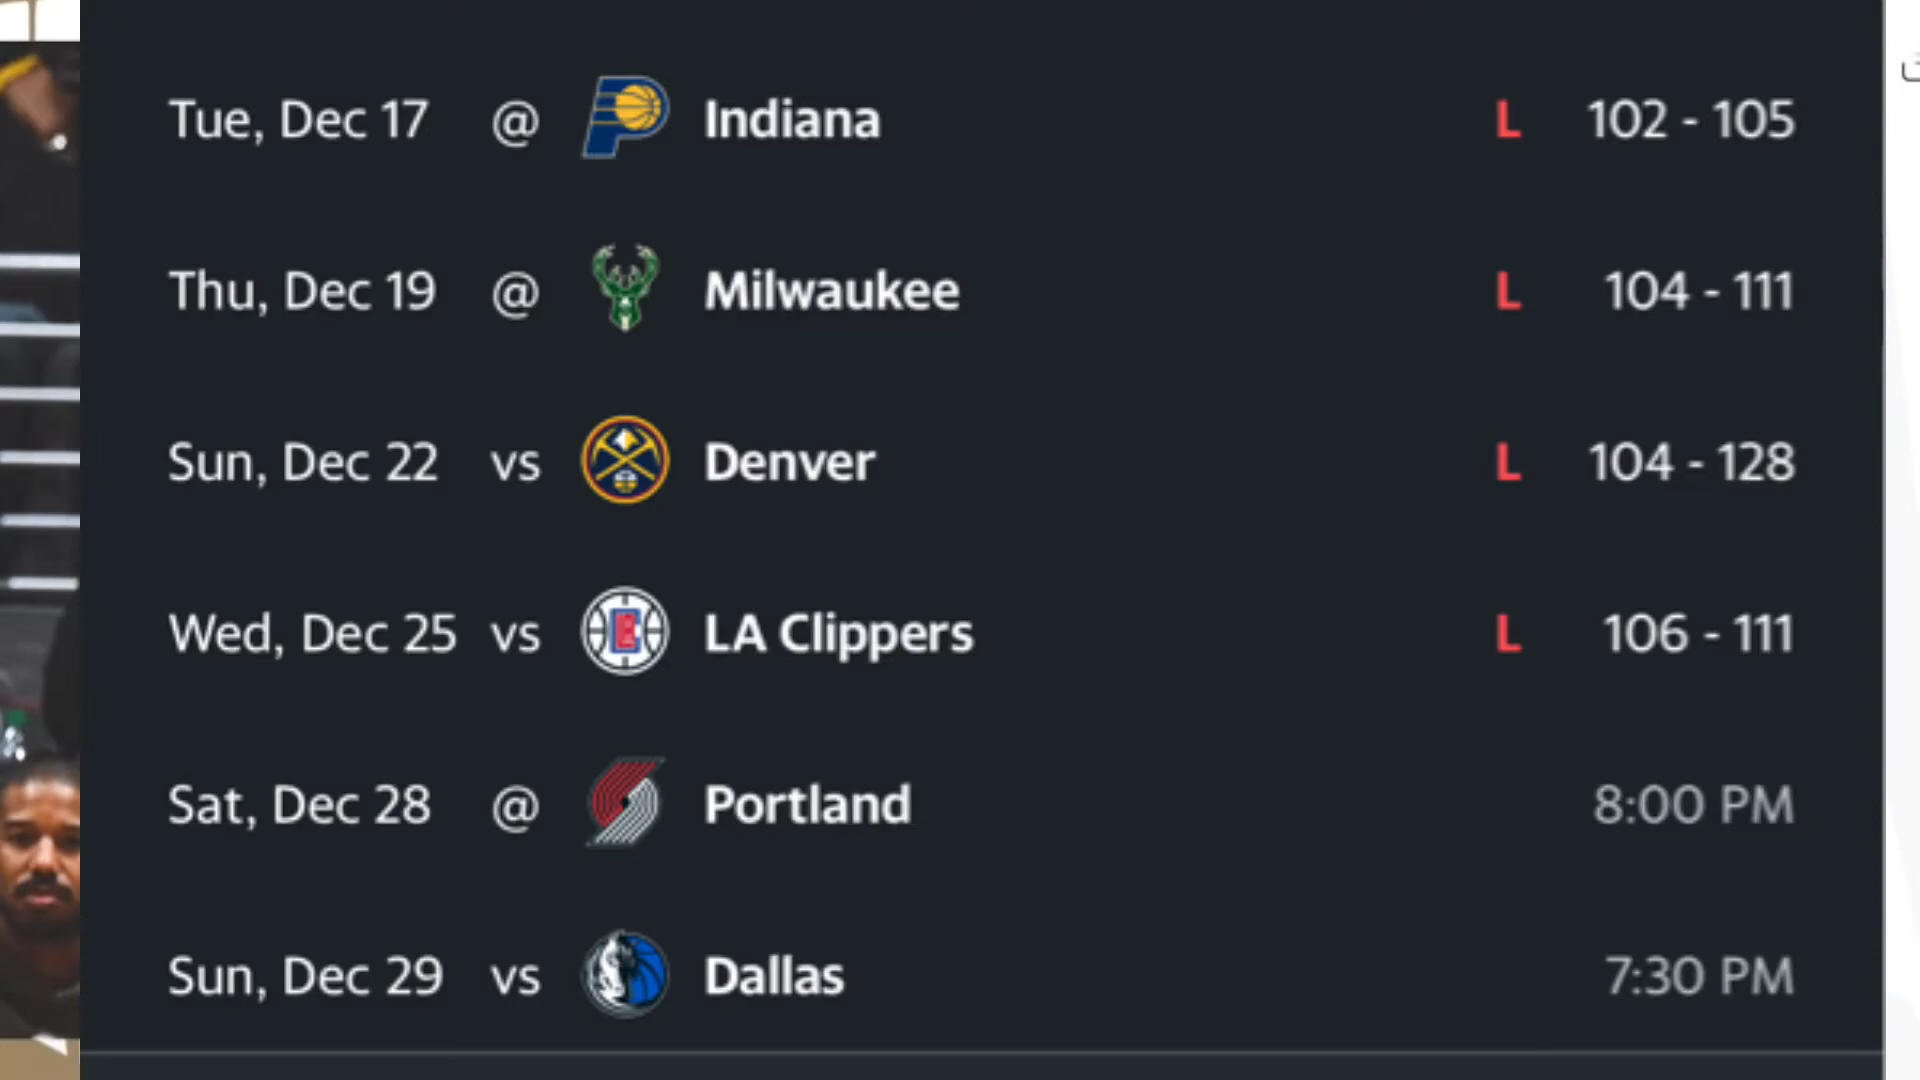 Tue, Dec 17 @ Indiana L 102 - 105
Thu, Dec 19 @ Milwaukee L 104 - 111
Sun, Dec 22 vs Denver L 104 - 128
Wed, Dec 25 vs LA Clippers L 106 - 111
Sat, Dec 28 @ Portland 8:00 PM
Sun, Dec 29 vs Dallas 7:30 PM